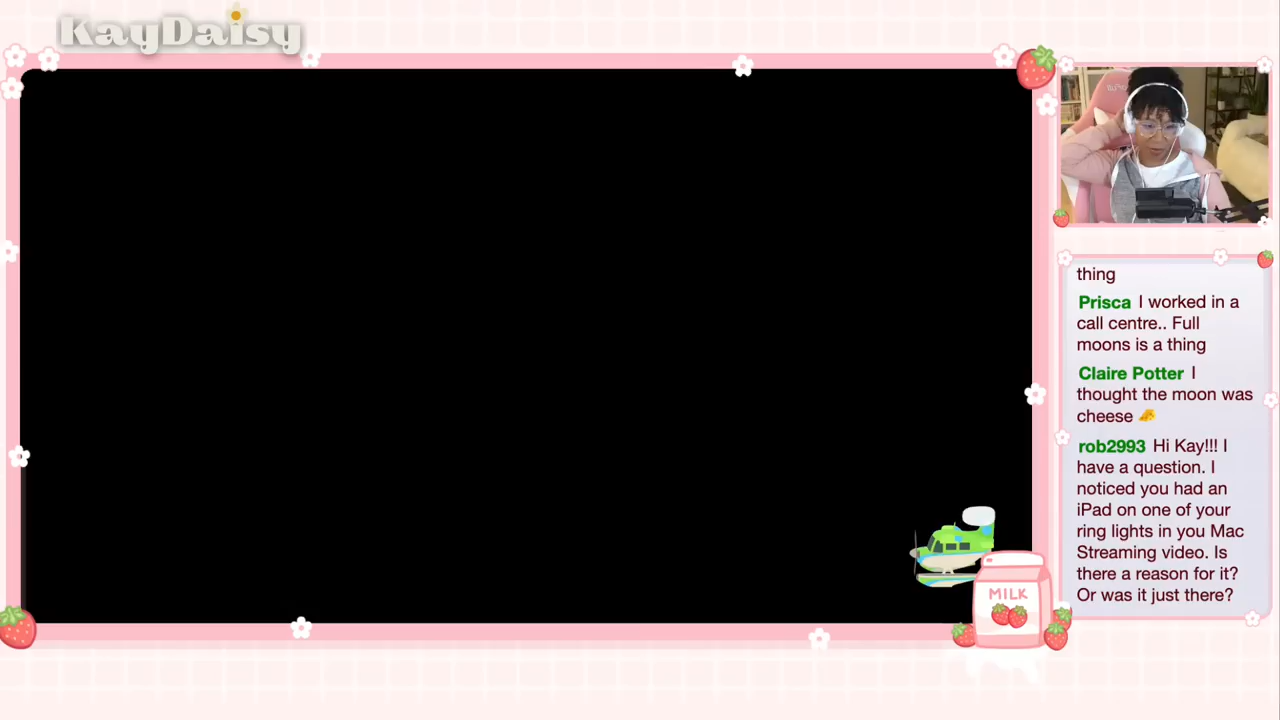 KayDaisy
thing
Prisca I worked in a
call centre.. Full
moons is a thing
Claire Potter I
thought the moon was
cheese 🧀
rob2993 Hi Kay!!! I
have a question. I
noticed you had an
iPad on one of your
ring lights in you Mac
Streaming video. Is
there a reason for it?
Or was it just there?
MILK